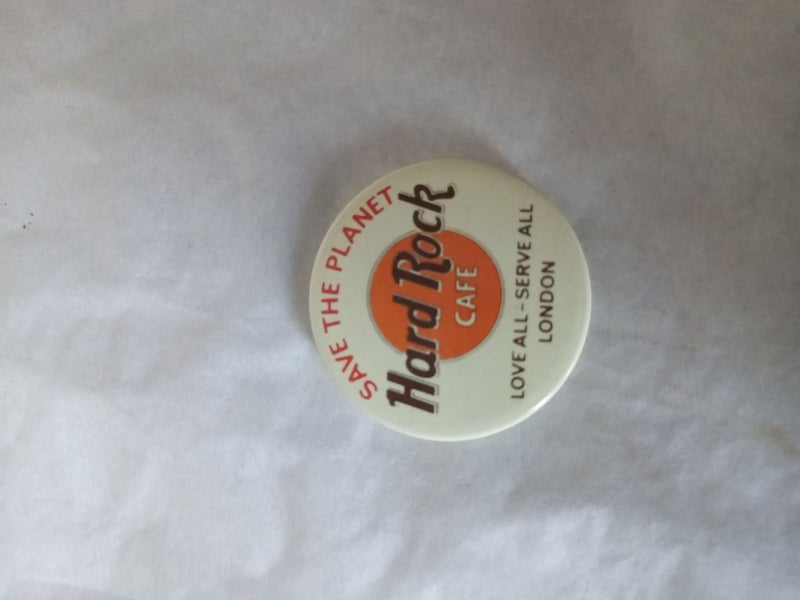 SAVE THE PLANET
Hard Rock
CAFE
LOVE ALL - SERVE ALL
LONDON